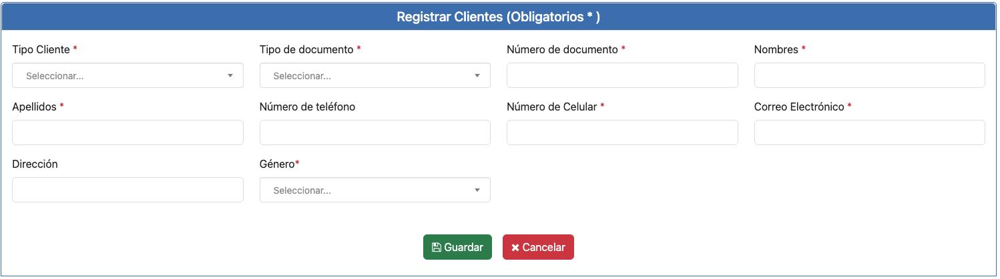 Registrar Clientes (Obligatorios * )
Tipo Cliente * Tipo de documento * Número de documento * Nombres *
Seleccionar... Seleccionar...
Apellidos * Número de teléfono Número de Celular * Correo Electrónico *
Dirección Género*
Seleccionar...
Guardar Cancelar